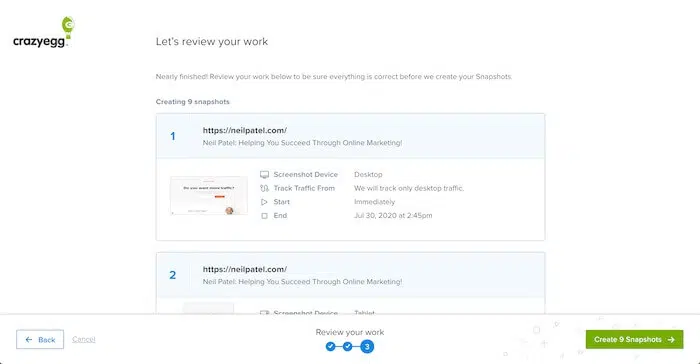 crazyegg
Let's review your work
Nearly finished! Review your work below to be sure everything is correct before we create your Snapshots.
Creating 9 snapshots
1
https://neilpatel.com/
Neil Patel: Helping You Succeed Through Online Marketing!
Do you want more traffic?
Screenshot Device Desktop
Track Traffic From We will track only desktop traffic.
Start Immediately
End Jul 30, 2020 at 2:45pm
2
https://neilpatel.com/
Neil Patel: Helping You Succeed Through Online Marketing!
Screenshot Device Tablet
← Back
Cancel
Review your work
3
Create 9 Snapshots →